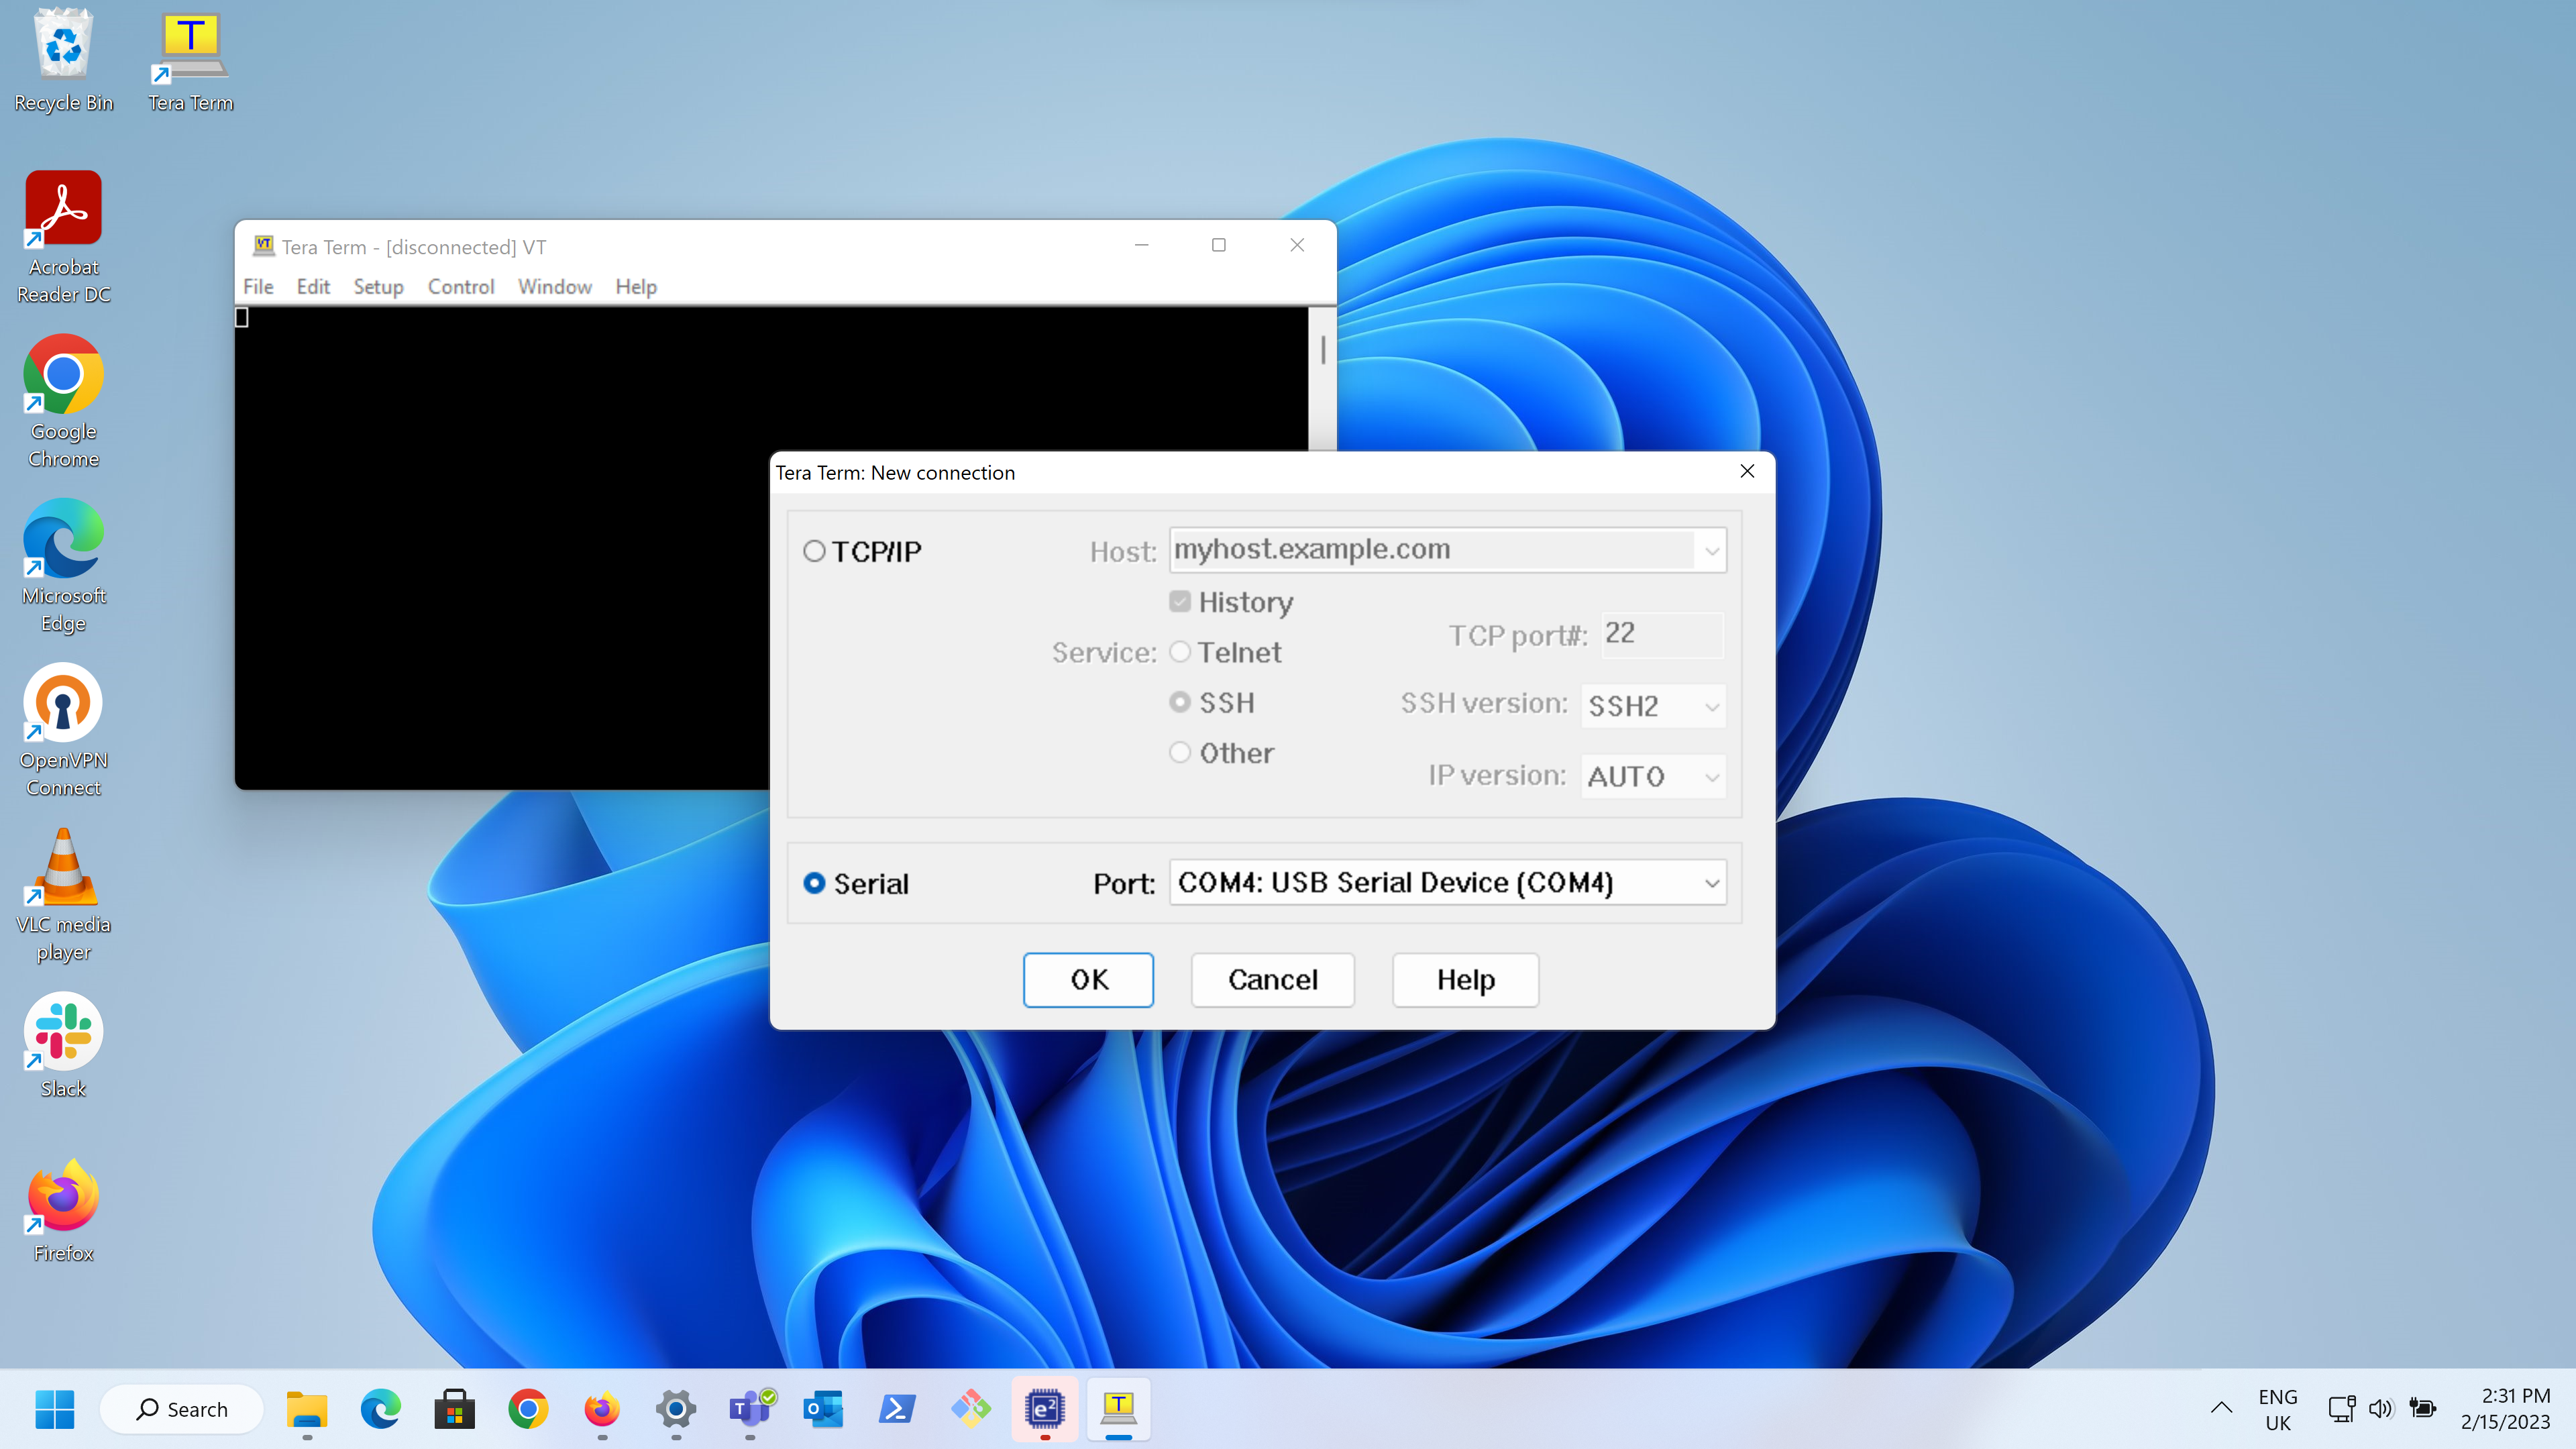 Recycle Bin
Tera Term
Acrobat
Reader DC
Google
Chrome
Microsoft
Edge
OpenVPN
Connect
VLC media
player
Slack
Firefox
Tera Term - [disconnected] VT
File Edit Setup Control Window Help
Tera Term: New connection
TCP/IP
Host: myhost.example.com
History
Service: Telnet
TCP port#: 22
SSH
SSH version: SSH2
Other
IP version: AUTO
Serial
Port: COM4: USB Serial Device (COM4)
OK
Cancel
Help
Search
ENG
UK
2:31 PM
2/15/2023